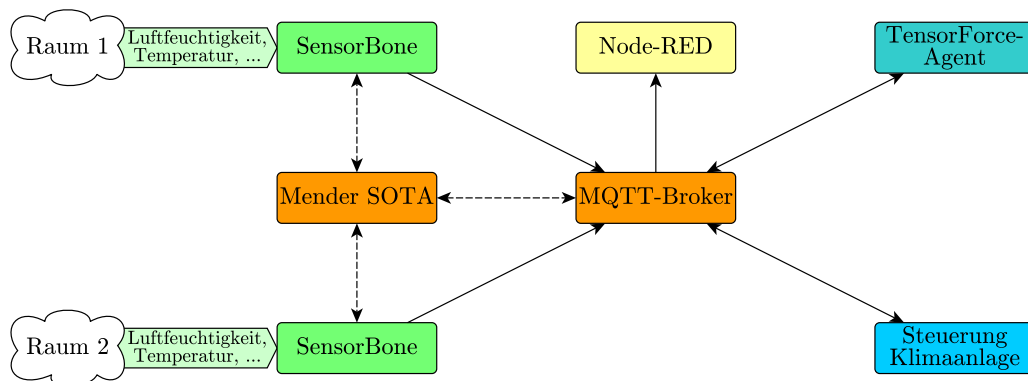 Raum 1
Luftfeuchtigkeit,
Temperatur, ...
SensorBone
Node-RED
TensorForce-
Agent
Mender SOTA
MQTT-Broker
Raum 2
Luftfeuchtigkeit,
Temperatur, ...
SensorBone
Steuerung
Klimaanlage